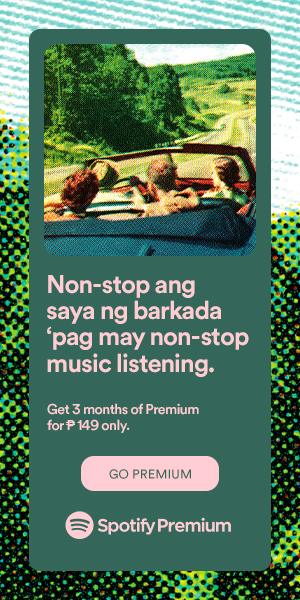 Non-stop ang
saya ng barkada
‘pag may non-stop
music listening.
Get 3 months of Premium
for ₱ 149 only.
GO PREMIUM
Spotify Premium